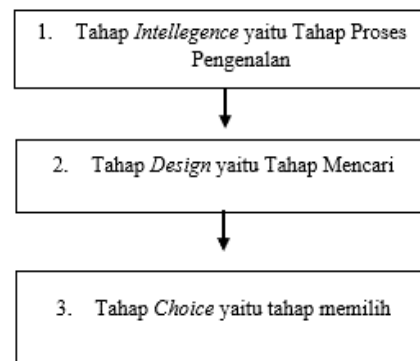 1. Tahap Intellegence yaitu Tahap Proses
Pengenalan
2. Tahap Design yaitu Tahap Mencari
3. Tahap Choice yaitu tahap memilih